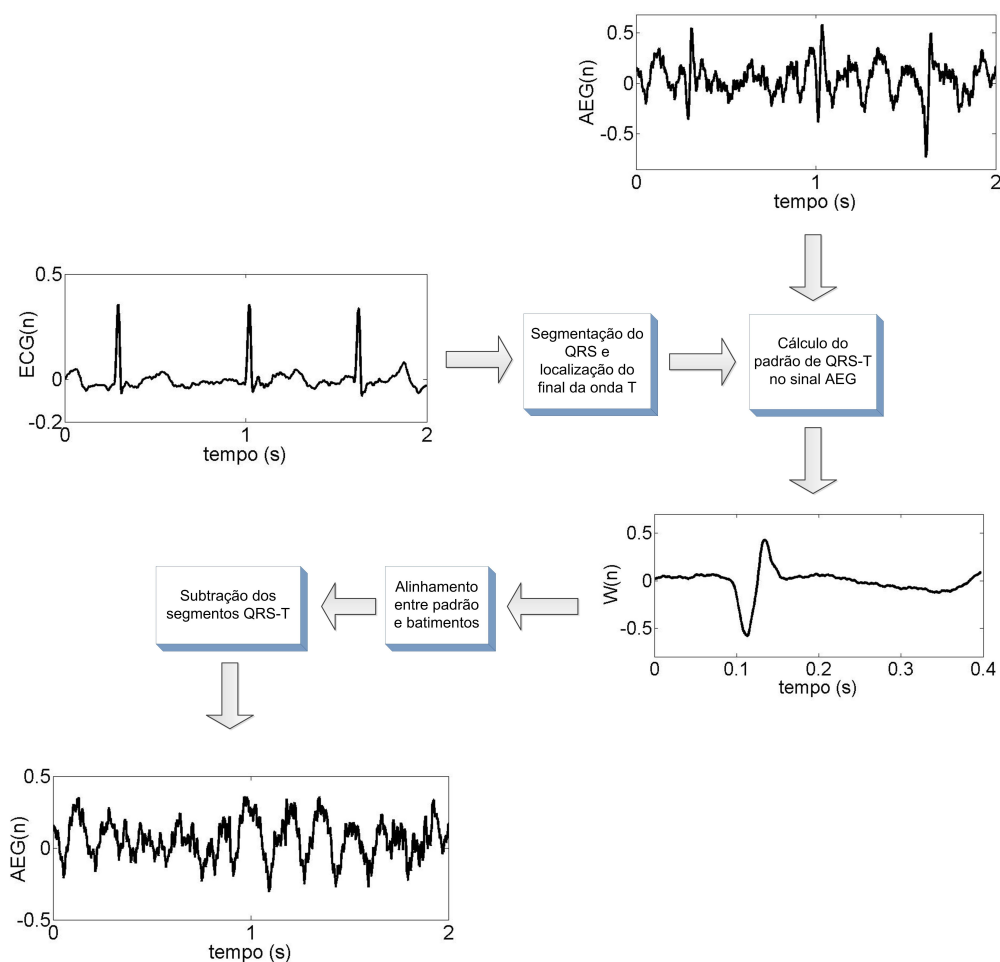 0.5
0
-0.5
AEG(n)
0
1
2
tempo (s)
0.5
0
-0.2
ECG(n)
0
1
2
tempo (s)
Segmentação do
QRS e
localização do
final da onda T
Cálculo do
padrão de QRS-T
no sinal AEG
0.5
0
-0.5
W(n)
0
0.1
0.2
0.3
0.4
tempo (s)
Alinhamento
entre padrão
e batimentos
Subtração dos
segmentos QRS-T
0.5
0
-0.5
AEG(n)
0
1
2
tempo (s)